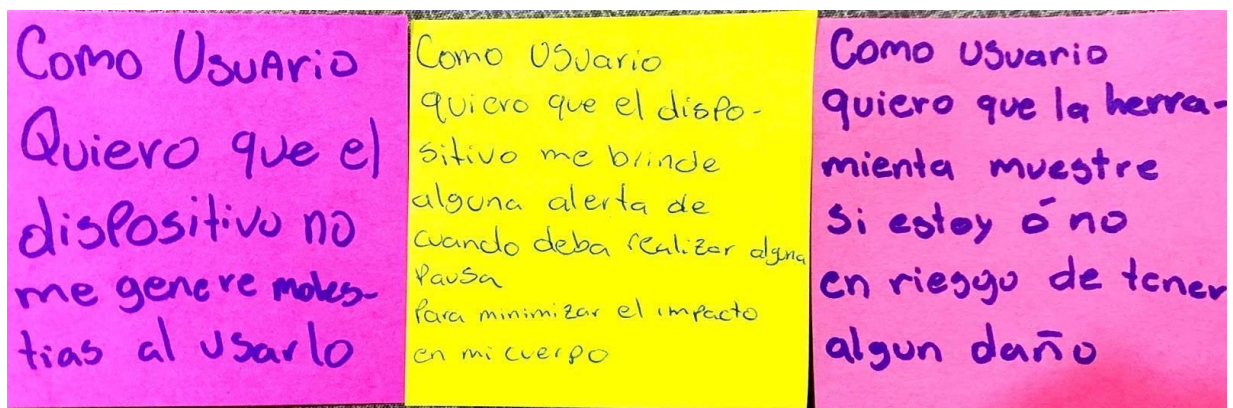 Como Usuario
Quiero que el
dispositivo no
me genere moles-
tias al usarlo
Como Usuario
quiero que el dispo-
sitivo me brinde
alguna alerta de
cuando deba realizar alguna
Pausa
Para minimizar el impacto
en mi cuerpo
Como Usuario
quiero que la herra-
mienta muestre
si estoy ó no
en riesgo de tener
algun daño